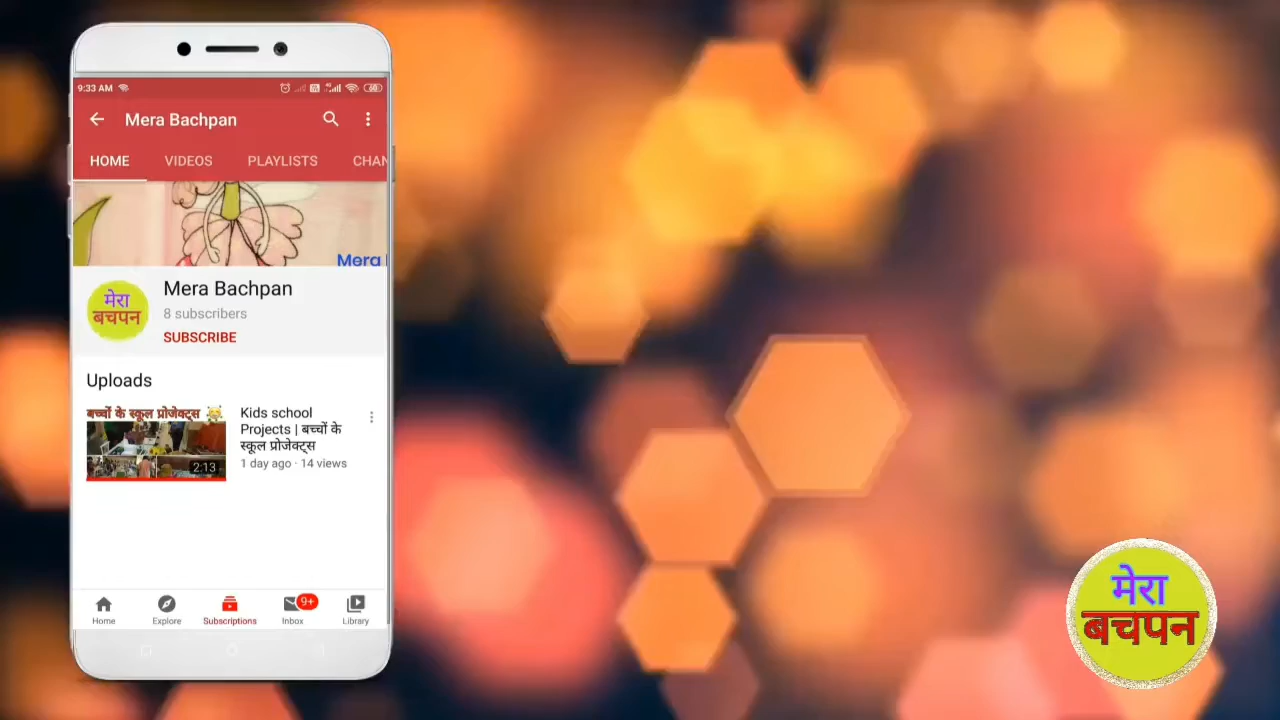 9:33 AM
Mera Bachpan
HOME VIDEOS PLAYLISTS CHAN
Mera
मेरा
बचपन
Mera Bachpan
8 subscribers
SUBSCRIBE
Uploads
बच्चों के स्कूल प्रोजेक्ट्स
2:13
Kids school
Projects | बच्चों के
स्कूल प्रोजेक्ट्स
1 day ago · 14 views
Home Explore Subscriptions Inbox 9+ Library
मेरा
बचपन